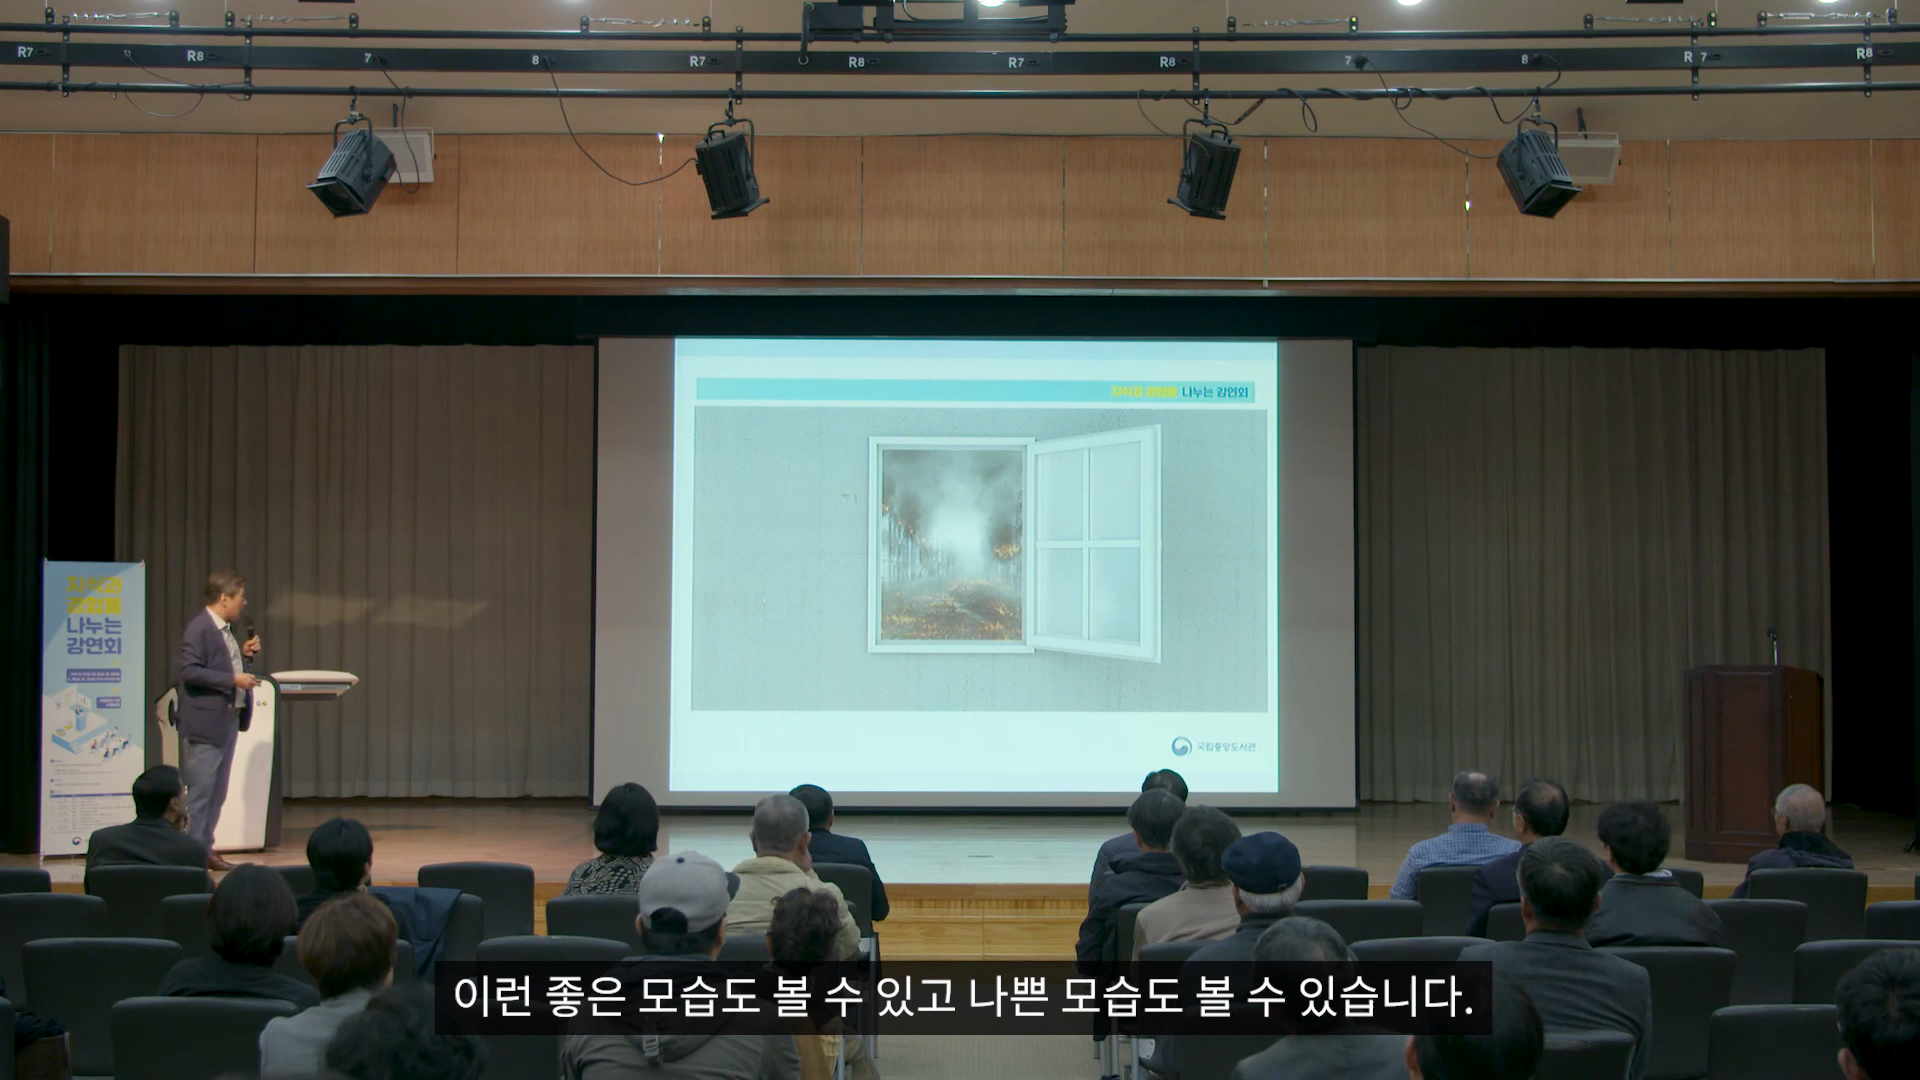 R7 R8 7 8 R7 R8 R7 R8 7 8 R7 R8
지식과 경험을 나누는 강연회
국립중앙도서관
지식과
경험을
나누는
강연회
이런 좋은 모습도 볼 수 있고 나쁜 모습도 볼 수 있습니다.